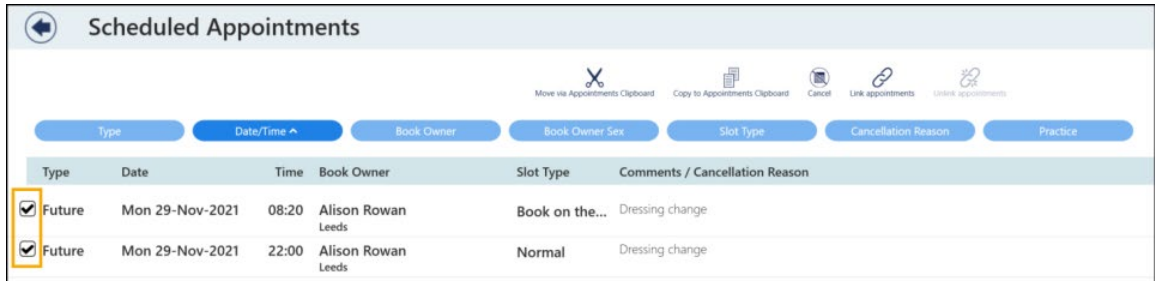 Scheduled Appointments
Move via Appointments Clipboard Copy to Appointments Clipboard Cancel Link appointments Unlink appointments
Type Date/Time Book Owner Book Owner Sex Slot Type Cancellation Reason Practice
Type Date Time Book Owner Slot Type Comments / Cancellation Reason
Future Mon 29-Nov-2021 08:20 Alison Rowan Book on the... Dressing change
Leeds
Future Mon 29-Nov-2021 22:00 Alison Rowan Normal Dressing change
Leeds